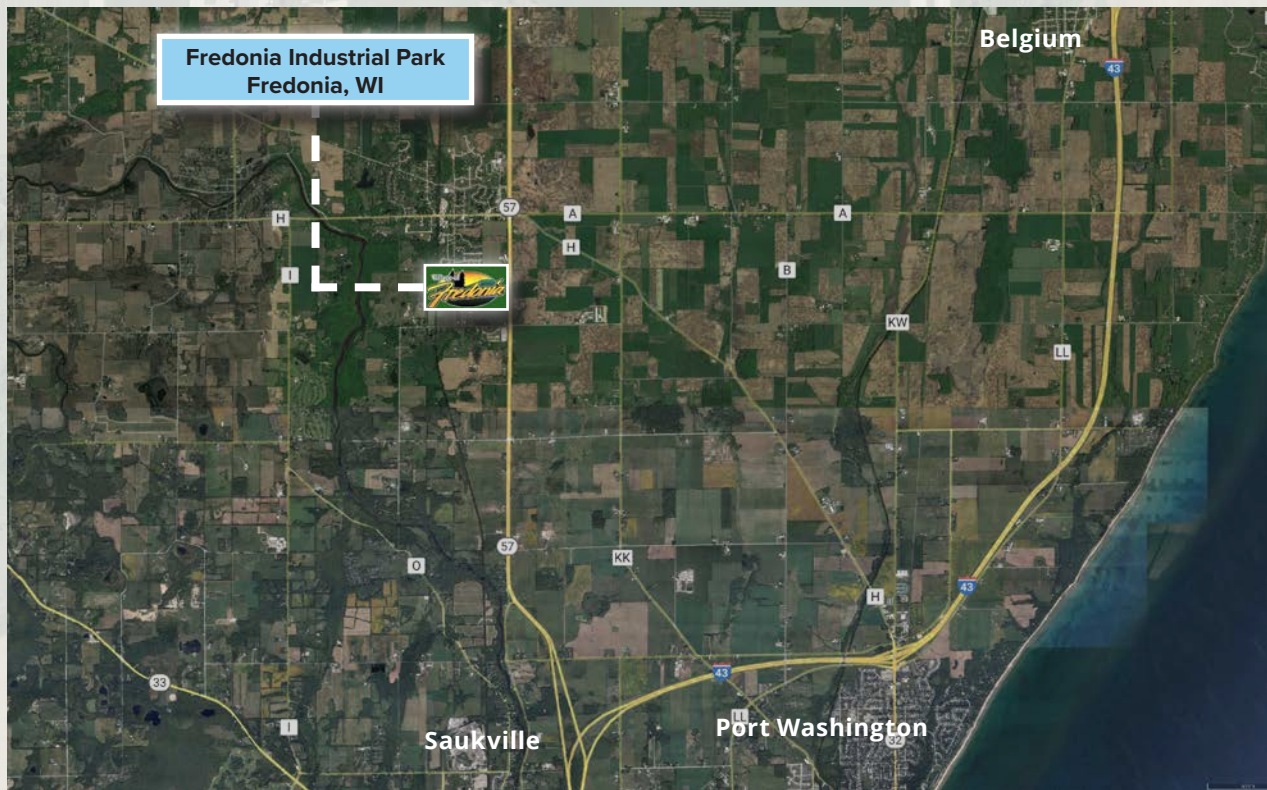 Belgium
Fredonia Industrial Park
Fredonia, WI
43
57
A
A
H
H
I
B
Fredonia
KW
LL
57
KK
O
43
H
33
43
I
LL
Port Washington
Saukville
32